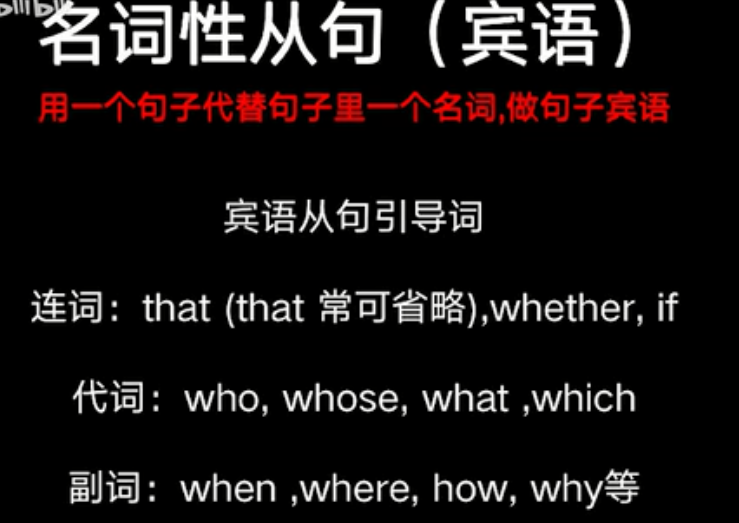 名词性从句（宾语）
用一个句子代替句子里一个名词,做句子宾语
宾语从句引导词
连词：that (that 常可省略),whether, if
代词：who, whose, what ,which
副词：when ,where, how, why等